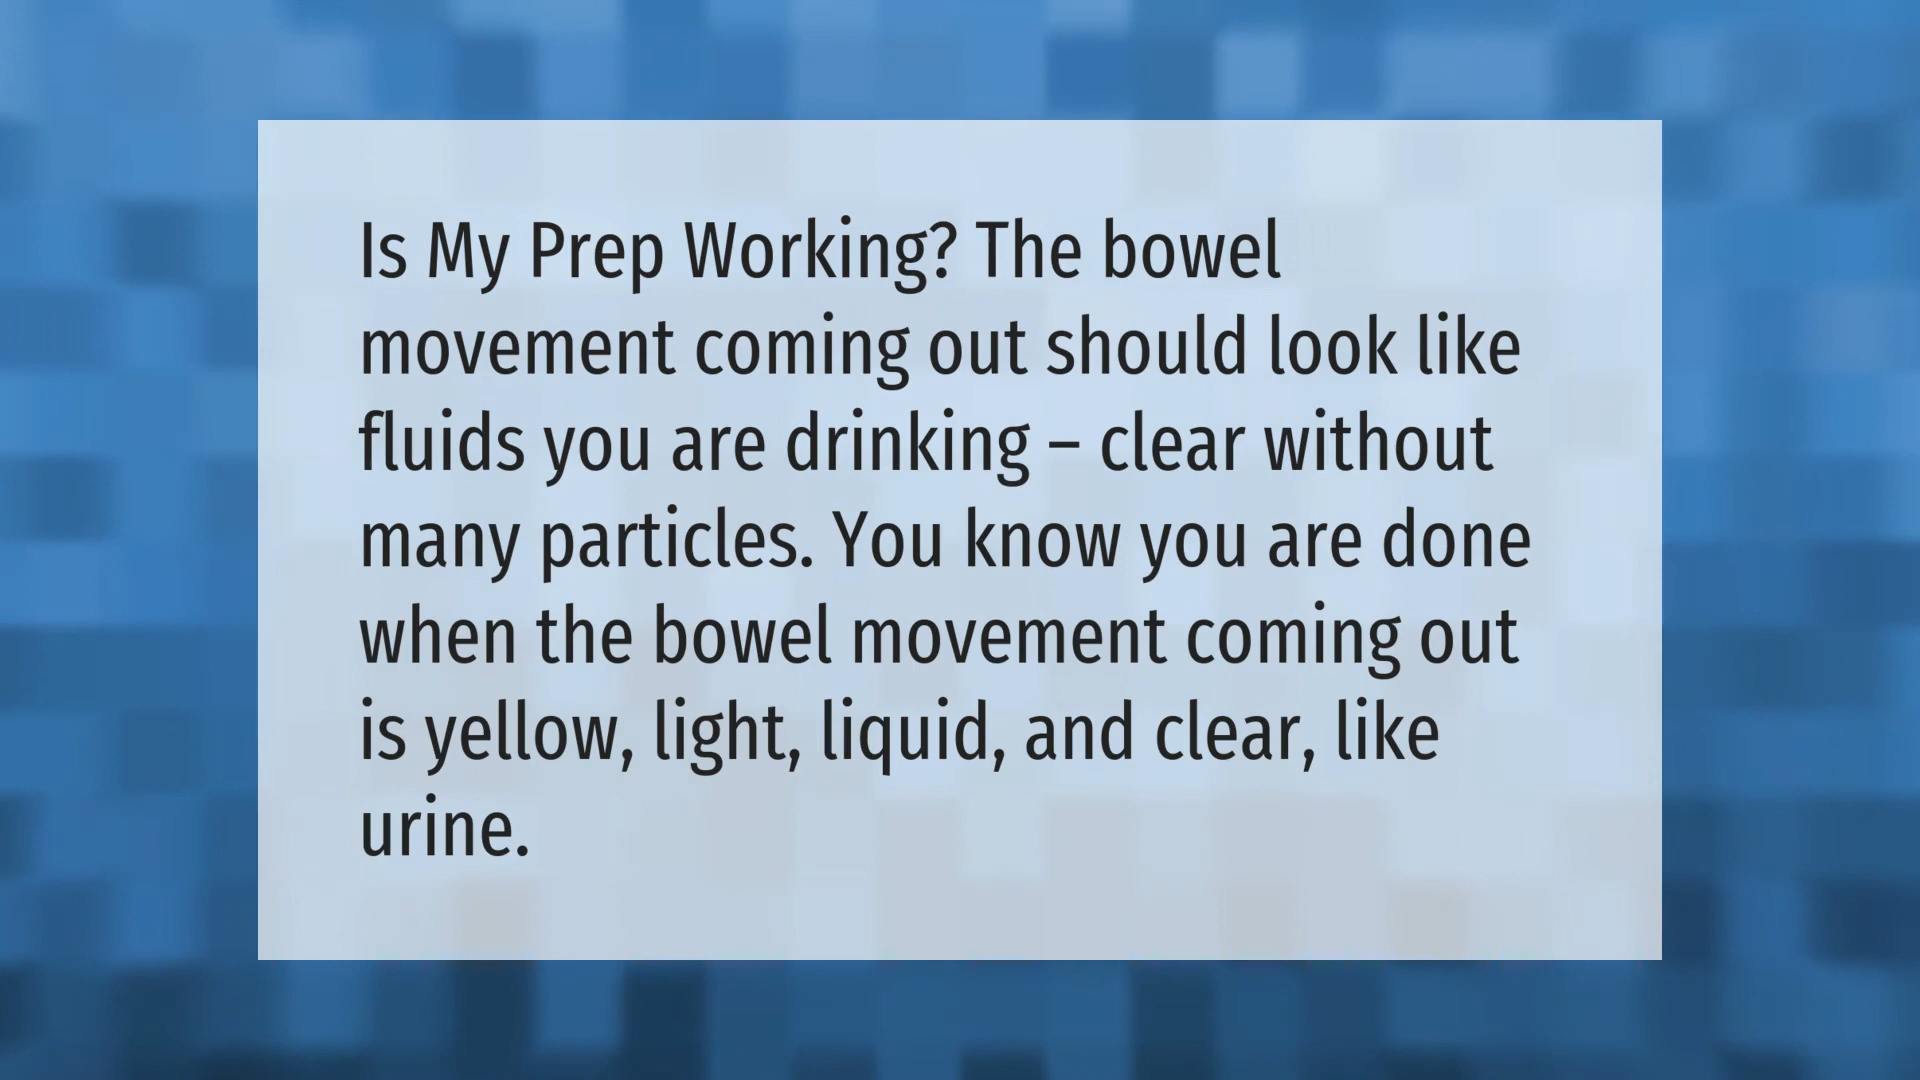 Is My Prep Working? The bowel
movement coming out should look like
fluids you are drinking – clear without
many particles. You know you are done
when the bowel movement coming out
is yellow, light, liquid, and clear, like
urine.